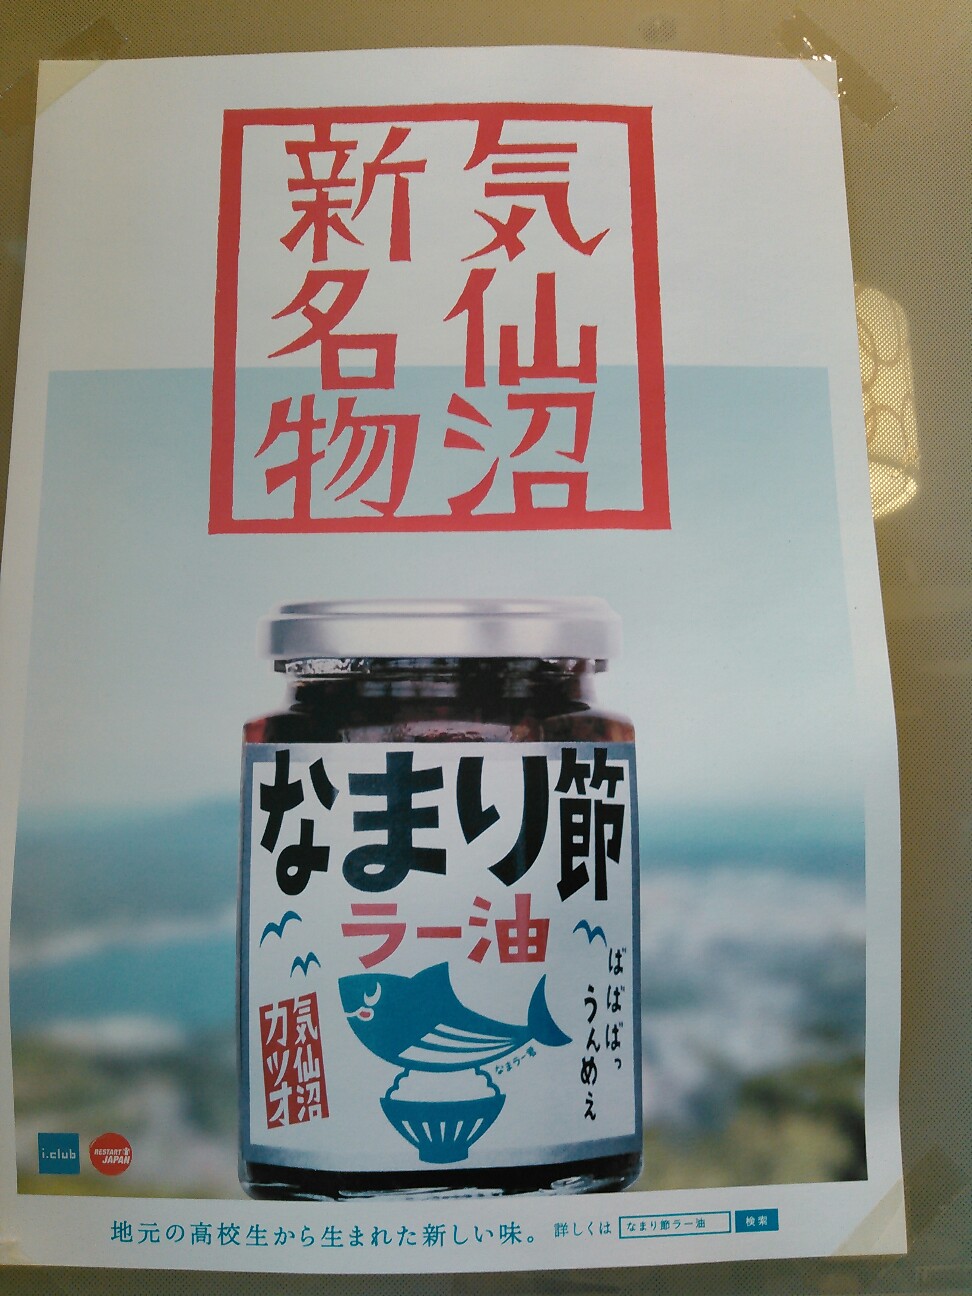 気仙沼
新名物
なまり節
ラー油
ばばばっ
うんめぇ
気仙沼
カツオ
なまラー君
i.club
RESTART JAPAN
地元の高校生から生まれた新しい味。 詳しくは なまり節ラー油 検索